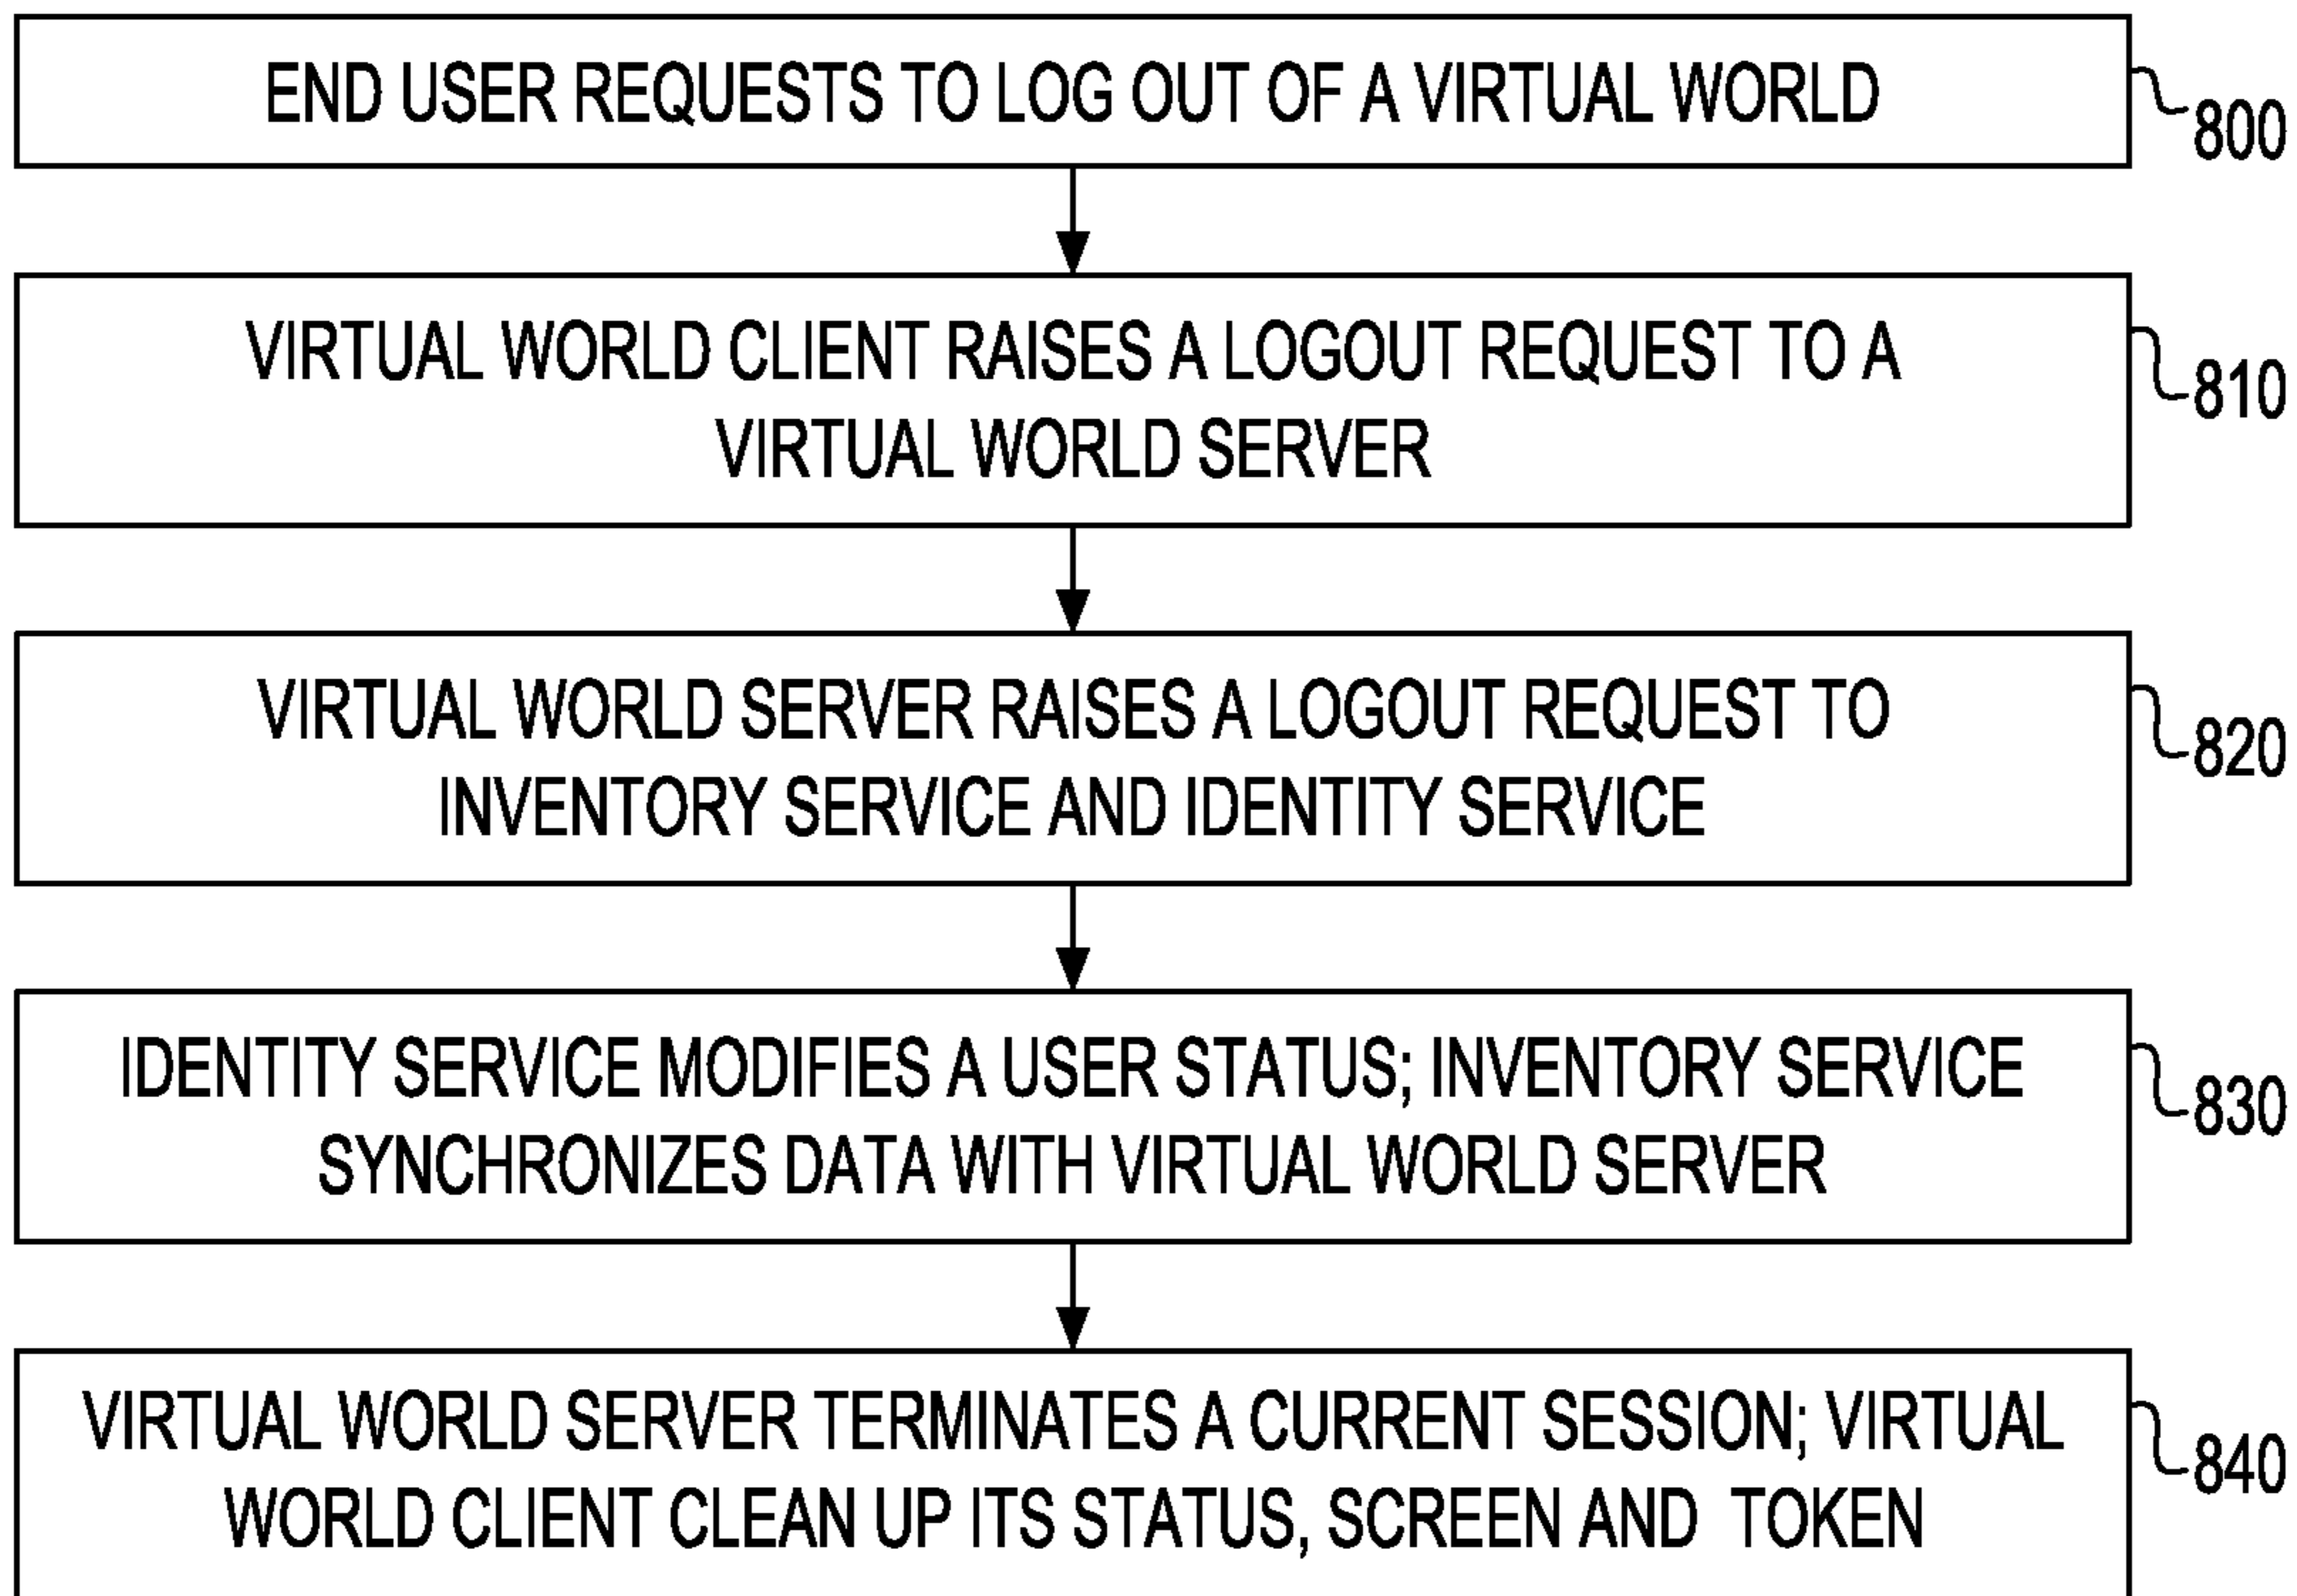 END USER REQUESTS TO LOG OUT OF A VIRTUAL WORLD
800
VIRTUAL WORLD CLIENT RAISES A LOGOUT REQUEST TO A
VIRTUAL WORLD SERVER
810
VIRTUAL WORLD SERVER RAISES A LOGOUT REQUEST TO
INVENTORY SERVICE AND IDENTITY SERVICE
820
IDENTITY SERVICE MODIFIES A USER STATUS; INVENTORY SERVICE
SYNCHRONIZES DATA WITH VIRTUAL WORLD SERVER
830
VIRTUAL WORLD SERVER TERMINATES A CURRENT SESSION; VIRTUAL
WORLD CLIENT CLEAN UP ITS STATUS, SCREEN AND TOKEN
840